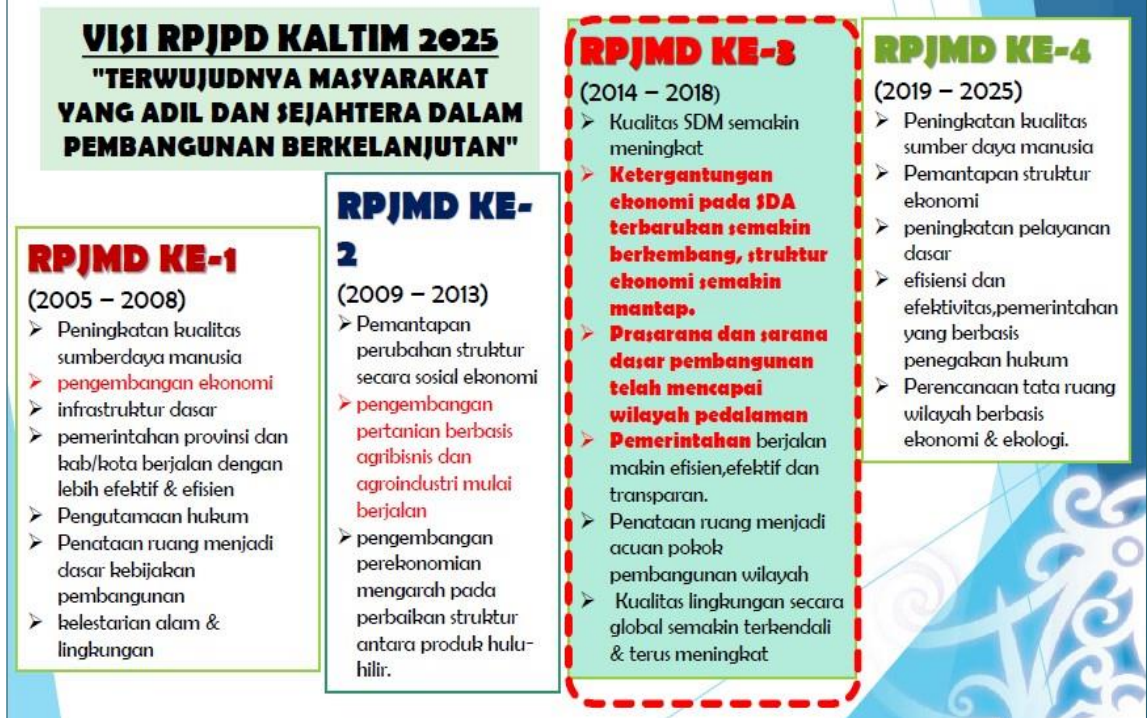 VISI RPJPD KALTIM 2025
"TERWUJUDNYA MASYARAKAT
YANG ADIL DAN SEJAHTERA DALAM
PEMBANGUNAN BERKELANJUTAN"
RPJMD KE-1
(2005 – 2008)
➢ Peningkatan kualitas
sumberdaya manusia
➢ pengembangan ekonomi
➢ infrastruktur dasar
➢ pemerintahan provinsi dan
kab/kota berjalan dengan
lebih efektif & efisien
➢ Pengutamaan hukum
➢ Penataan ruang menjadi
dasar kebijakan
pembangunan
➢ kelestarian alam &
lingkungan
RPJMD KE-
2
(2009 – 2013)
➢ Pemantapan
perubahan struktur
secara sosial ekonomi
➢ pengembangan
pertanian berbasis
agribisnis dan
agroindustri mulai
berjalan
➢ pengembangan
perekonomian
mengarah pada
perbaikan struktur
antara produk hulu-
hilir.
RPJMD KE-3
(2014 – 2018)
➢ Kualitas SDM semakin
meningkat
➢ Ketergantungan
ekonomi pada SDA
terbarukan semakin
berkembang, struktur
ekonomi semakin
mantap.
➢ Prasarana dan sarana
dasar pembangunan
telah mencapai
wilayah pedalaman
➢ Pemerintahan berjalan
makin efisien,efektif dan
transparan.
➢ Penataan ruang menjadi
acuan pokok
pembangunan wilayah
➢ Kualitas lingkungan secara
global semakin terkendali
& terus meningkat
RPJMD KE-4
(2019 – 2025)
➢ Peningkatan kualitas
sumber daya manusia
➢ Pemantapan struktur
ekonomi
➢ peningkatan pelayanan
dasar
➢ efisiensi dan
efektivitas,pemerintahan
yang berbasis
penegakan hukum
➢ Perencanaan tata ruang
wilayah berbasis
ekonomi & ekologi.